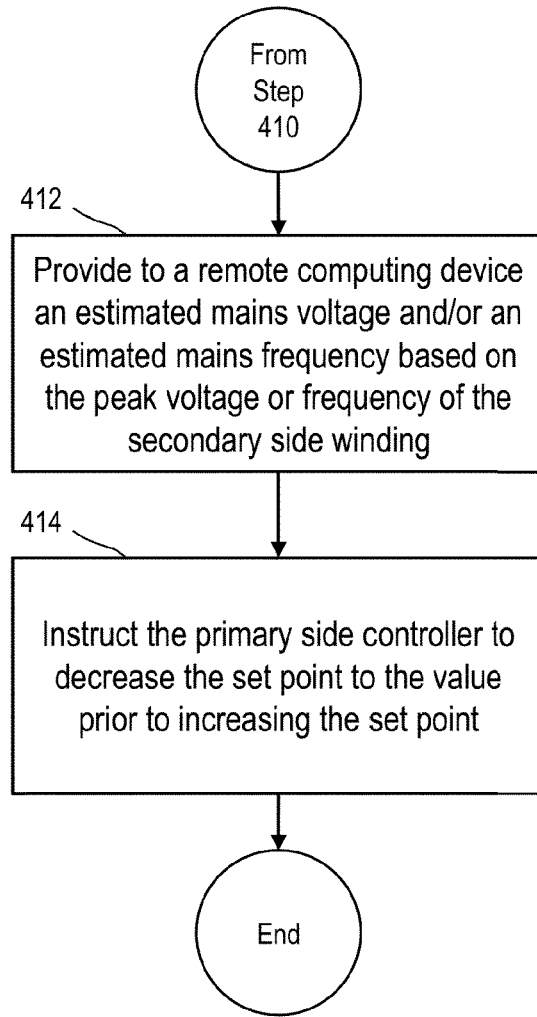 From
Step
410
412
Provide to a remote computing device
an estimated mains voltage and/or an
estimated mains frequency based on
the peak voltage or frequency of the
secondary side winding
414
Instruct the primary side controller to
decrease the set point to the value
prior to increasing the set point
End